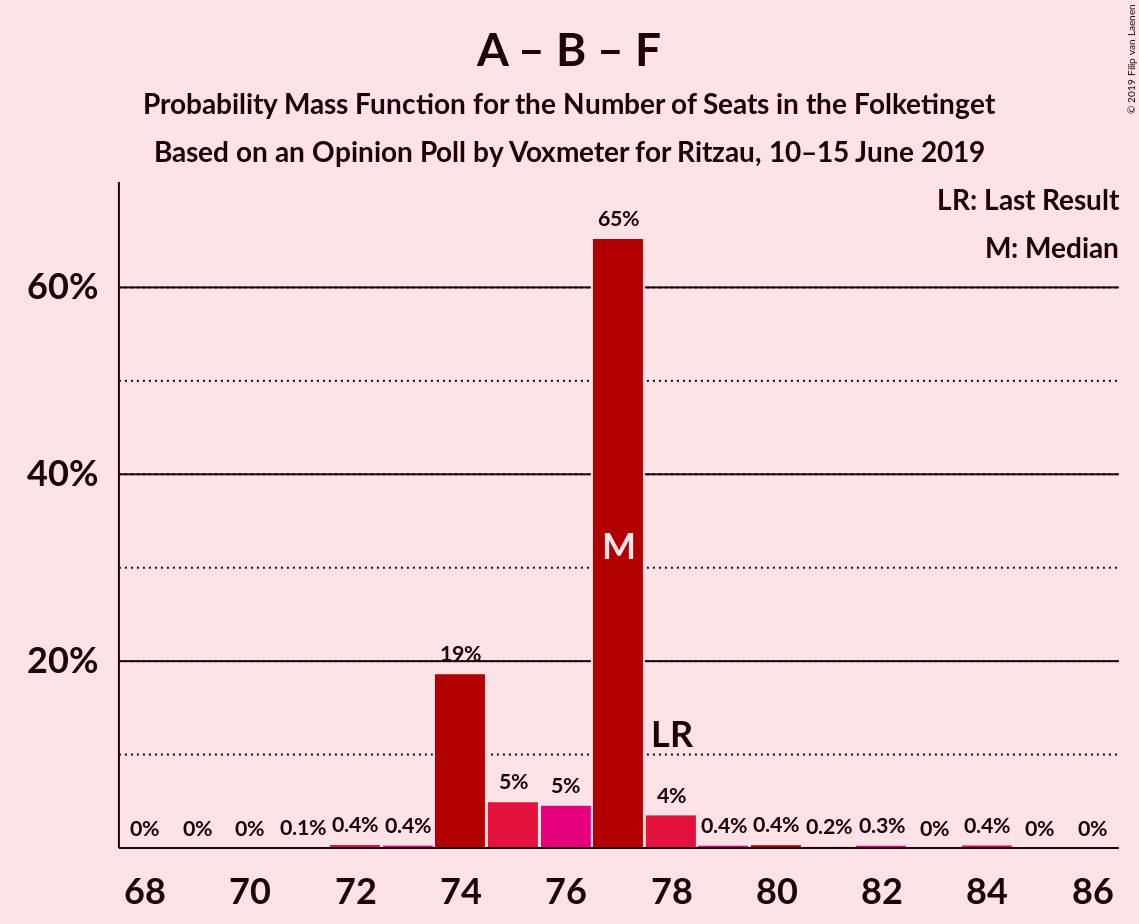 A – B – F
Probability Mass Function for the Number of Seats in the Folketinget
Based on an Opinion Poll by Voxmeter for Ritzau, 10–15 June 2019
© 2019 Filip van Laenen
LR: Last Result
M: Median
60%
40%
20%
0% 0% 0% 0.1% 0.4% 0.4% 19% 5% 5% 65% 4% 0.4% 0.4% 0.2% 0.3% 0% 0.4% 0% 0%
M
LR
68 70 72 74 76 78 80 82 84 86